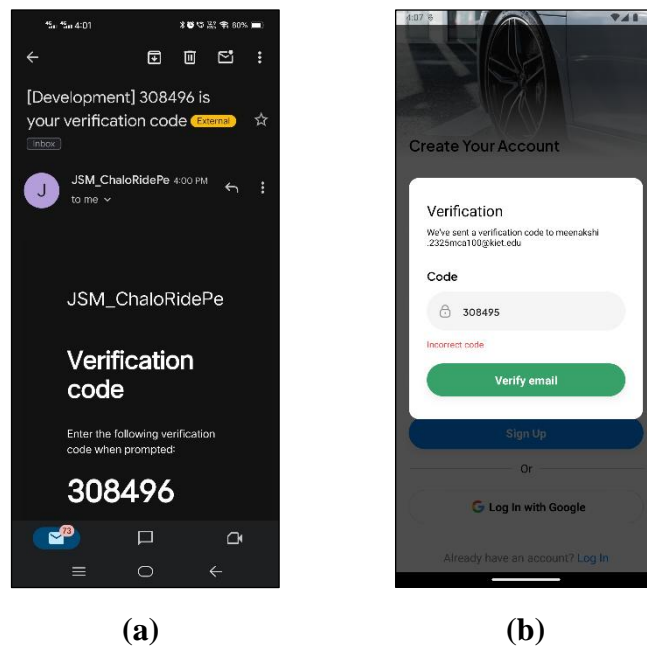 4:01
60%
[Development] 308496 is
your verification code External
Inbox
J
JSM_ChaloRidePe 4:00 PM
to me
JSM_ChaloRidePe
Verification
code
Enter the following verification
code when prompted:
308496
73
(a)
4:07
Create Your Account
Verification
We've sent a verification code to meenakshi
.2325mca100@kiet.edu
Code
308495
Incorrect code
Verify email
Sign Up
Or
G Log In with Google
Already have an account? Log In
(b)